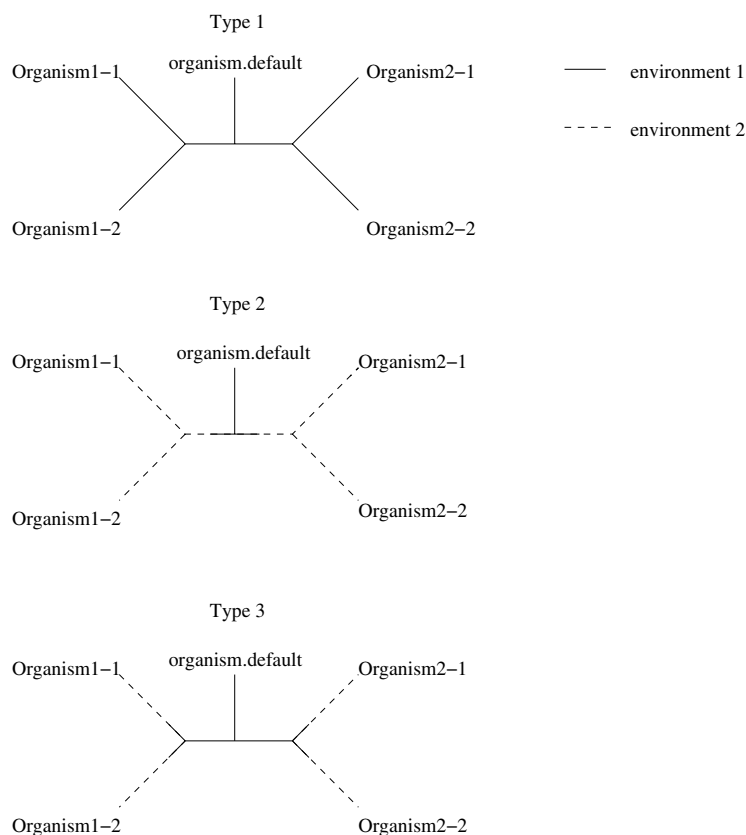 Type 1
Organism1−1
organism.default
Organism2−1
environment 1
environment 2
Organism1−2
Organism2−2
Type 2
Organism1−1
organism.default
Organism2−1
Organism1−2
Organism2−2
Type 3
Organism1−1
organism.default
Organism2−1
Organism1−2
Organism2−2